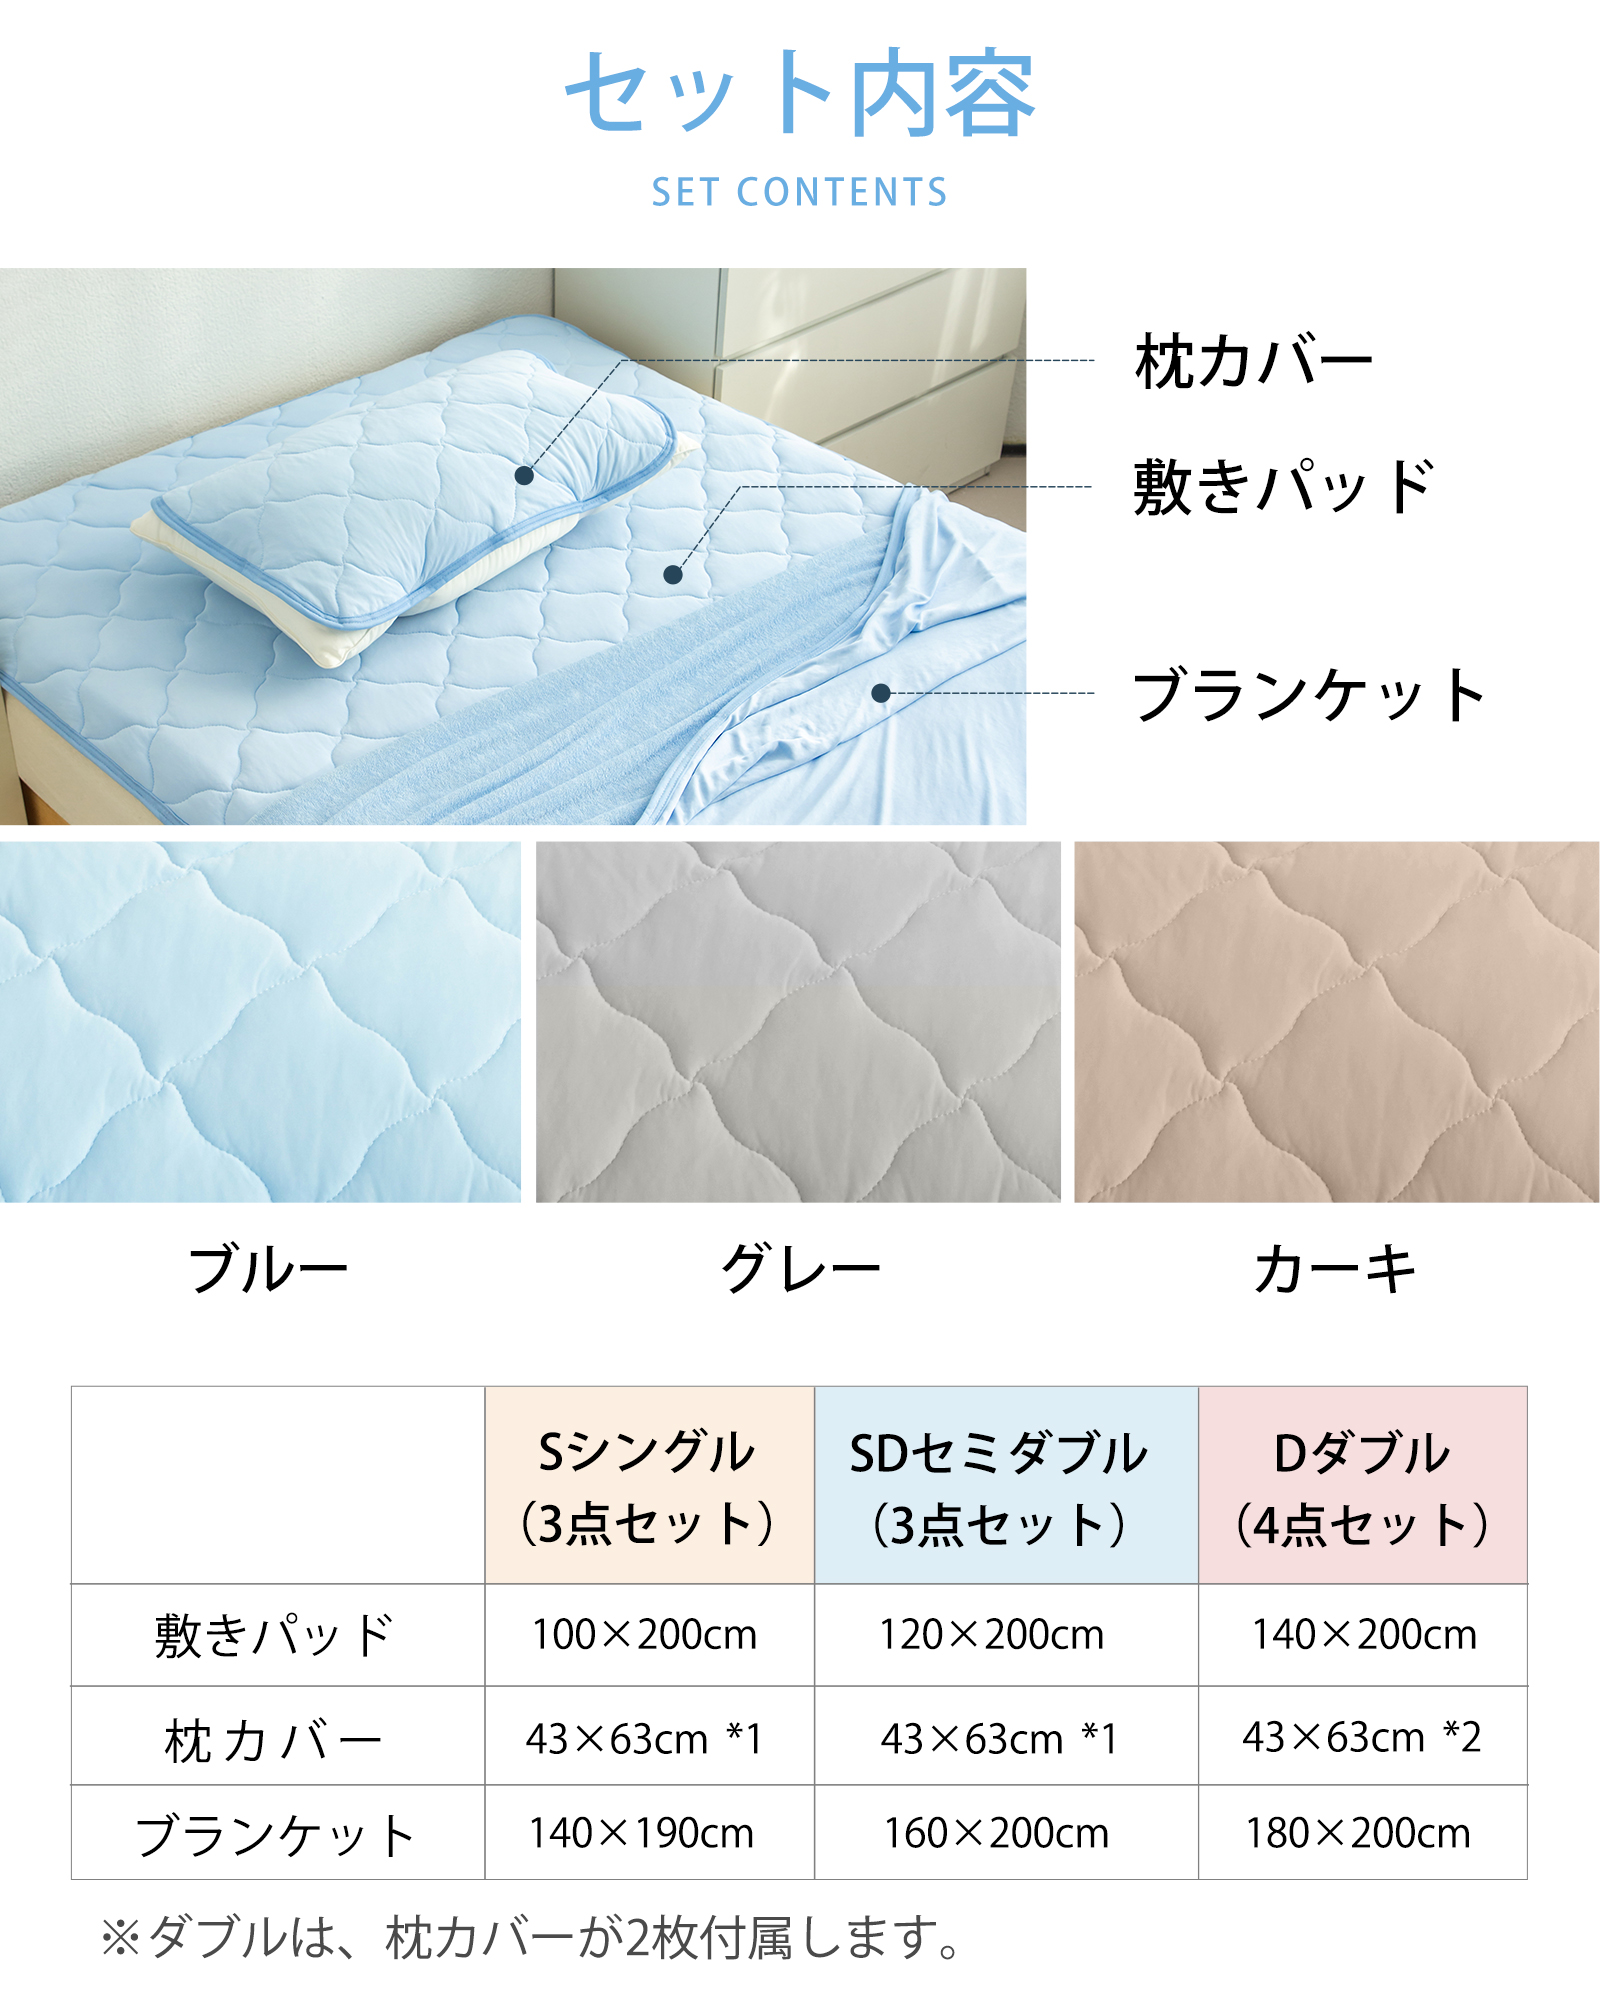 セット内容
SET CONTENTS
枕カバー
敷きパッド
ブランケット
ブルー
グレー
カーキ
Sシングル
（3点セット）
SDセミダブル
（3点セット）
Dダブル
（4点セット）
敷きパッド 100×200cm 120×200cm 140×200cm
枕カバー 43×63cm *1 43×63cm *1 43×63cm *2
ブランケット 140×190cm 160×200cm 180×200cm
※ダブルは、枕カバーが2枚付属します。